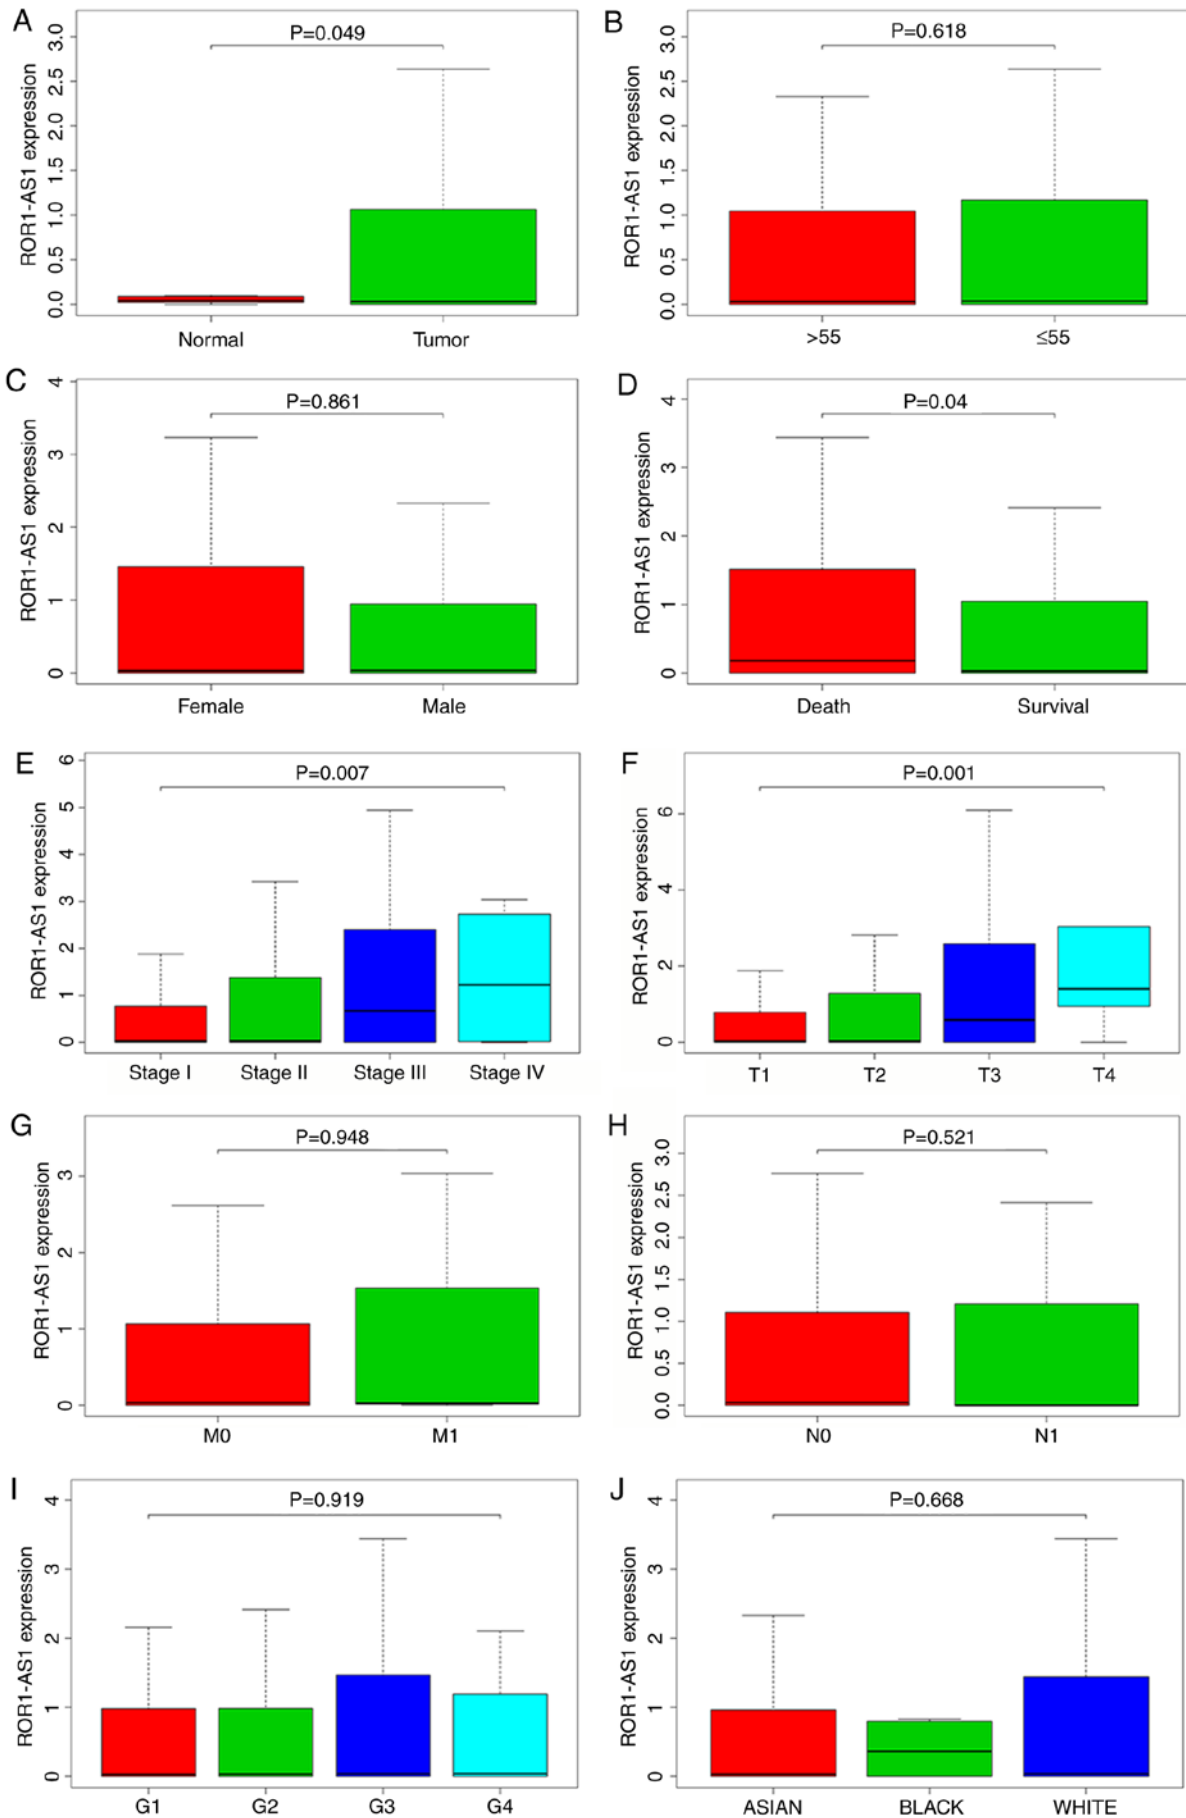 A
P=0.049
ROR1-AS1 expression
3.0
2.5
2.0
1.5
1.0
0.5
0.0
Normal Tumor
B
P=0.618
ROR1-AS1 expression
3.0
2.5
2.0
1.5
1.0
0.5
0.0
>55 ≤55
C
P=0.861
ROR1-AS1 expression
4
3
2
1
0
Female Male
D
P=0.04
ROR1-AS1 expression
4
3
2
1
0
Death Survival
E
P=0.007
ROR1-AS1 expression
6
5
4
3
2
1
0
Stage I Stage II Stage III Stage IV
F
P=0.001
ROR1-AS1 expression
6
4
2
0
T1 T2 T3 T4
G
P=0.948
ROR1-AS1 expression
3
2
1
0
M0 M1
H
P=0.521
ROR1-AS1 expression
3.0
2.5
2.0
1.5
1.0
0.5
0.0
N0 N1
I
P=0.919
ROR1-AS1 expression
4
3
2
1
0
G1 G2 G3 G4
J
P=0.668
ROR1-AS1 expression
4
3
2
1
0
ASIAN BLACK WHITE